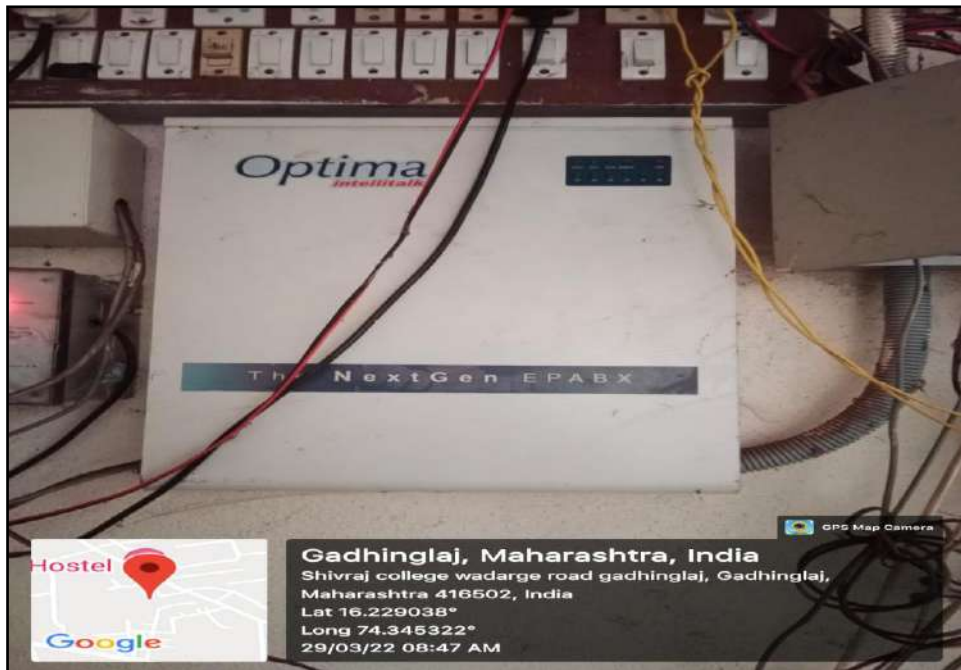 Optima
intellitalk
The NextGen EPABX
GPS Map Camera
Hostel
Google
Gadhinglaj, Maharashtra, India
Shivraj college wadarge road gadhinglaj, Gadhinglaj,
Maharashtra 416502, India
Lat 16.229038°
Long 74.345322°
29/03/22 08:47 AM